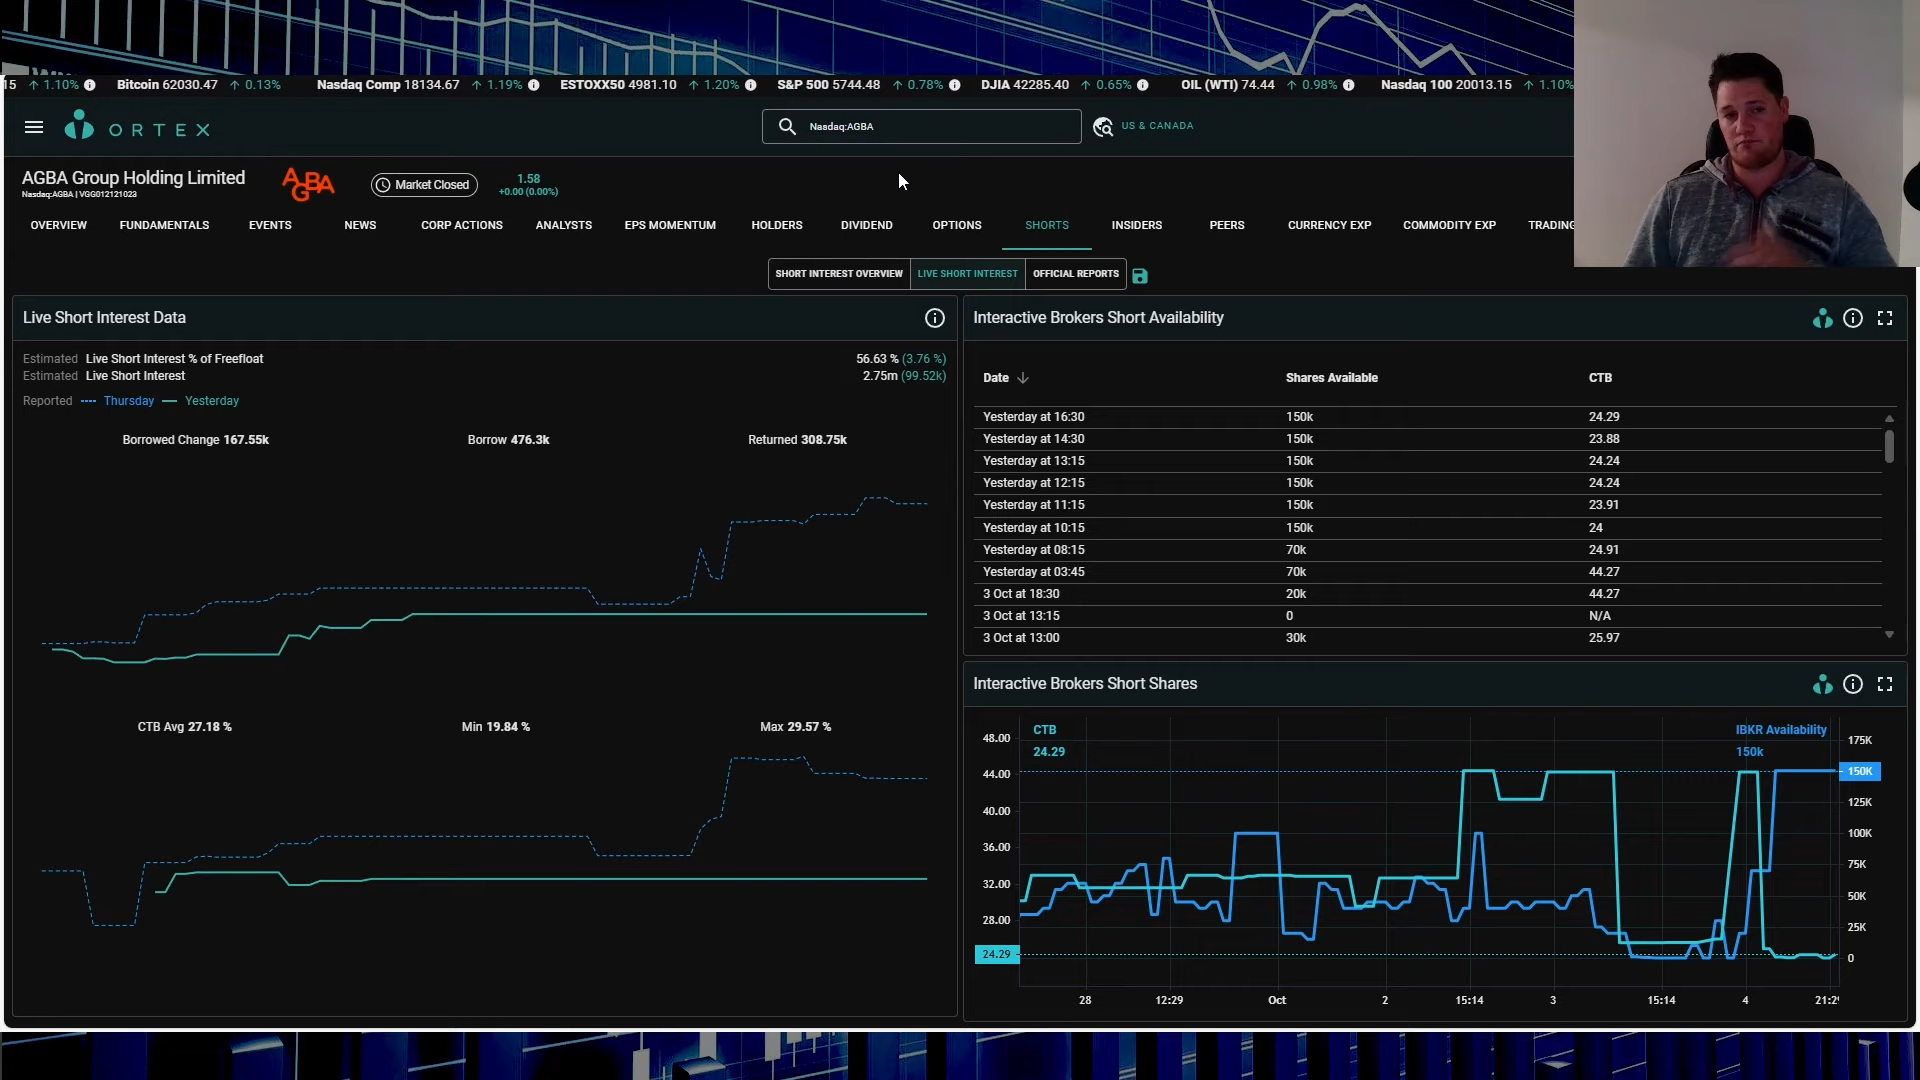 15 ↑ 1.10% Bitcoin 62030.47 ↑ 0.13% Nasdaq Comp 18134.67 ↑ 1.19% ESTOXX50 4981.10 ↑ 1.20% S&P 500 5744.48 ↑ 0.78% DJIA 42285.40 ↑ 0.65% OIL (WTI) 74.44 ↑ 0.98% Nasdaq 100 20013.15 ↑ 1.10%
ORTEX
Nasdaq:AGBA
US & CANADA
AGBA Group Holding Limited
Nasdaq:AGBA | VGG012121023
AGBA
Market Closed
1.58
+0.00 (0.00%)
OVERVIEW FUNDAMENTALS EVENTS NEWS CORP ACTIONS ANALYSTS EPS MOMENTUM HOLDERS DIVIDEND OPTIONS SHORTS INSIDERS PEERS CURRENCY EXP COMMODITY EXP TRADING
SHORT INTEREST OVERVIEW LIVE SHORT INTEREST OFFICIAL REPORTS
Live Short Interest Data
Estimated Live Short Interest % of Freefloat 56.63 % (3.76 %)
Estimated Live Short Interest 2.75m (99.52k)
Reported Thursday Yesterday
Borrowed Change 167.55k Borrow 476.3k Returned 308.75k
CTB Avg 27.18 % Min 19.84 % Max 29.57 %
Interactive Brokers Short Availability
Date ↓ Shares Available CTB
Yesterday at 16:30 150k 24.29
Yesterday at 14:30 150k 23.88
Yesterday at 13:15 150k 24.24
Yesterday at 12:15 150k 24.24
Yesterday at 11:15 150k 23.91
Yesterday at 10:15 150k 24
Yesterday at 08:15 70k 24.91
Yesterday at 03:45 70k 44.27
3 Oct at 18:30 20k 44.27
3 Oct at 13:15 0 N/A
3 Oct at 13:00 30k 25.97
Interactive Brokers Short Shares
CTB IBKR Availability
24.29 150k
48.00 175K
44.00 150K
40.00 125K
36.00 100K
32.00 75K
28.00 50K
24.29 25K
0
28 12:29 Oct 2 15:14 3 15:14 4 21:29